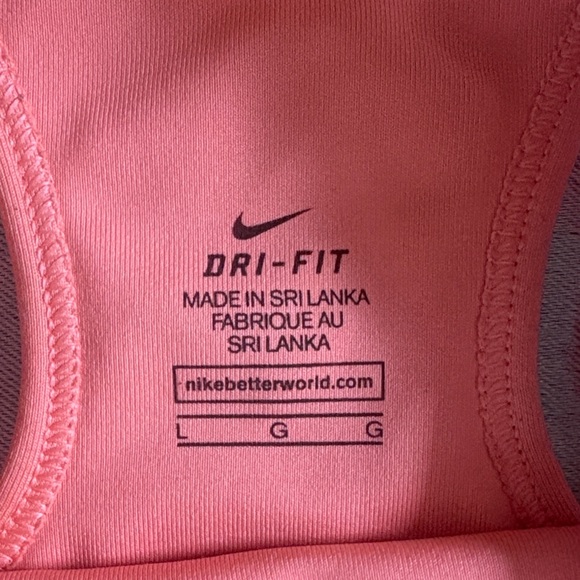 DRI-FIT
MADE IN SRI LANKA
FABRIQUE AU
SRI LANKA
nikebetterworld.com
L G G